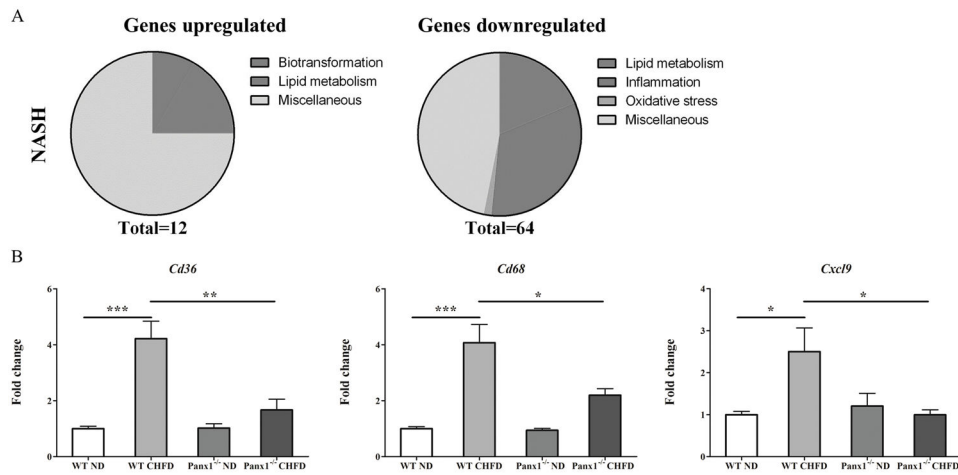 A
Genes upregulated
Genes downregulated
NASH
Biotransformation
Lipid metabolism
Miscellaneous
Total=12
Lipid metabolism
Inflammation
Oxidative stress
Miscellaneous
Total=64
B
Cd36
Fold change
6
4
2
0
***
**
WT ND
WT CHFD
Panx1-/- ND
Panx1-/- CHFD
Cd68
Fold change
6
4
2
0
***
*
WT ND
WT CHFD
Panx1-/- ND
Panx1-/- CHFD
Cxcl9
Fold change
4
3
2
1
0
*
*
WT ND
WT CHFD
Panx1-/- ND
Panx1-/- CHFD